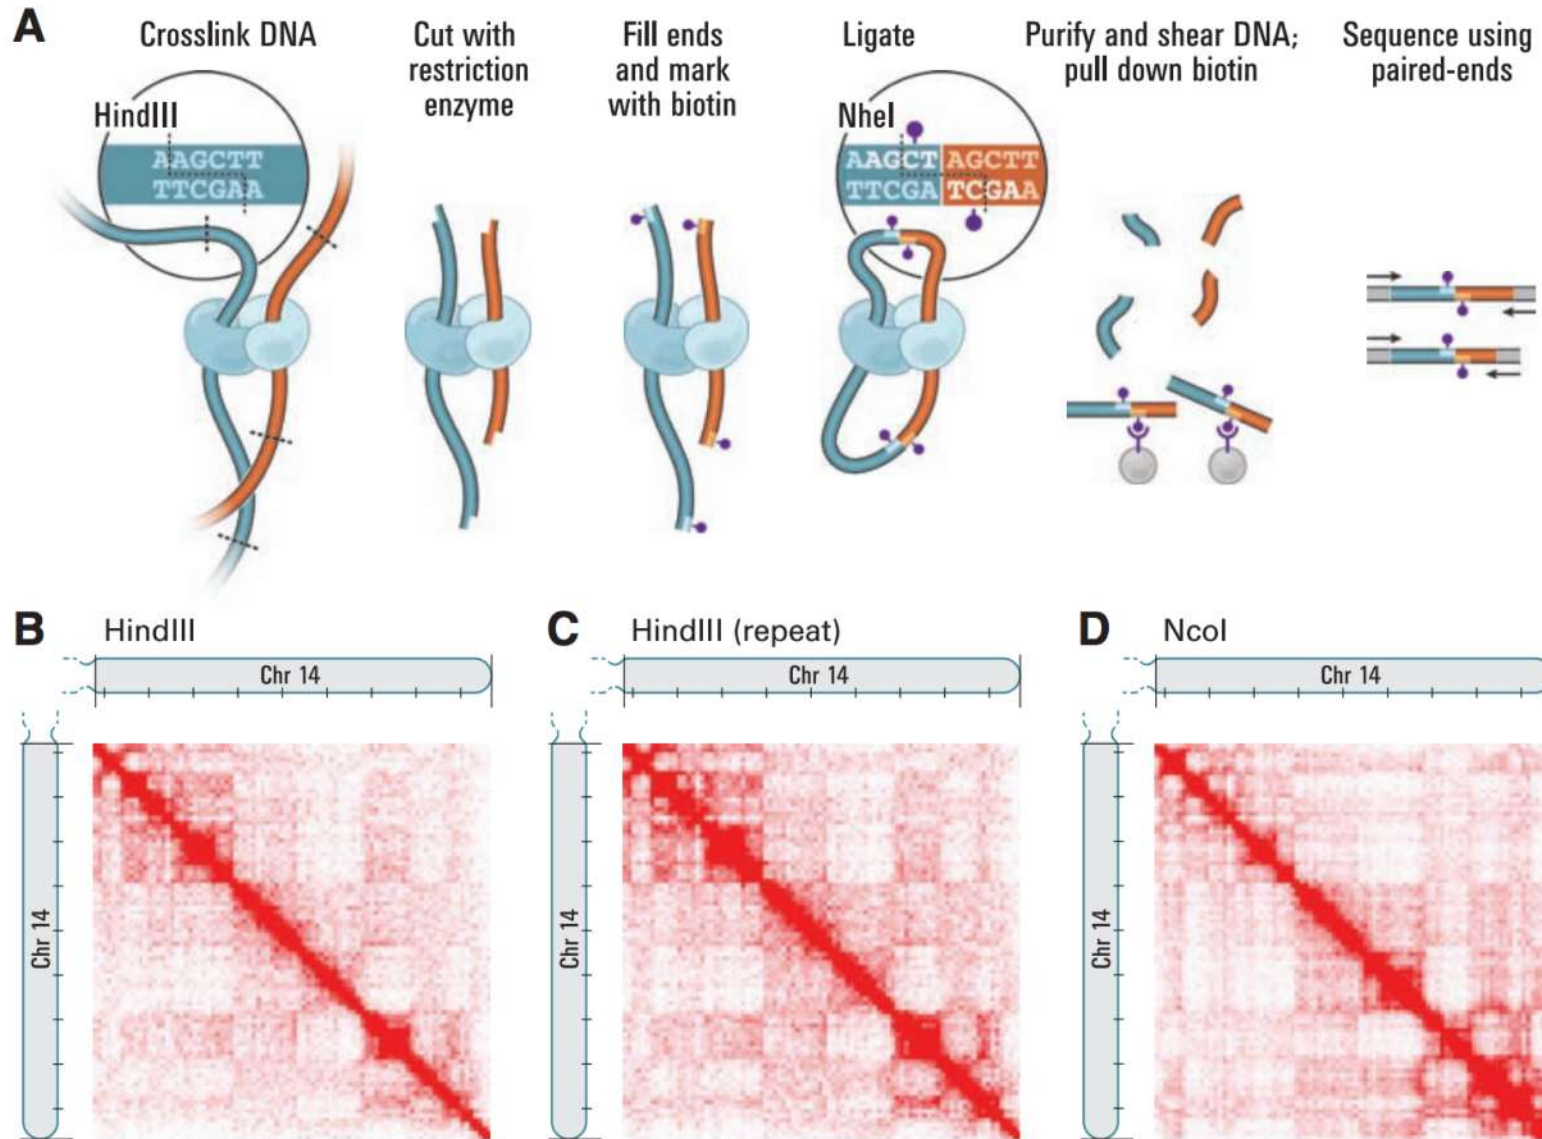 A
Crosslink DNA
HindIII
AAGCTT
TTCGAA
Cut with
restriction
enzyme
Fill ends
and mark
with biotin
Ligate
NheI
AAGCT AGCTT
TTCGA TCGAA
Purify and shear DNA;
pull down biotin
Sequence using
paired-ends
B
HindIII
Chr 14
Chr 14
C
HindIII (repeat)
Chr 14
Chr 14
D
NcoI
Chr 14
Chr 14